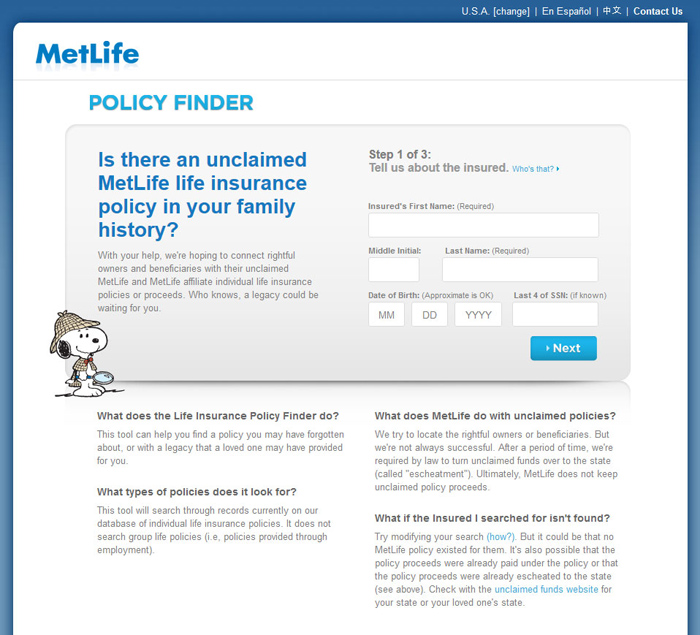 U.S.A. [change] | En Español | 中文 | Contact Us
MetLife
POLICY FINDER
Is there an unclaimed
MetLife life insurance
policy in your family
history?
With your help, we're hoping to connect rightful
owners and beneficiaries with their unclaimed
MetLife and MetLife affiliate individual life insurance
policies or proceeds. Who knows, a legacy could be
waiting for you.
Step 1 of 3:
Tell us about the insured. Who's that?
Insured's First Name: (Required)
Middle Initial: Last Name: (Required)
Date of Birth: (Approximate is OK) Last 4 of SSN: (if known)
MM DD YYYY
Next
What does the Life Insurance Policy Finder do?
This tool can help you find a policy you may have forgotten
about, or with a legacy that a loved one may have provided
for you.
What types of policies does it look for?
This tool will search through records currently on our
database of individual life insurance policies. It does not
search group life policies (i.e, policies provided through
employment).
What does MetLife do with unclaimed policies?
We try to locate the rightful owners or beneficiaries. But
we're not always successful. After a period of time, we're
required by law to turn unclaimed funds over to the state
(called "escheatment"). Ultimately, MetLife does not keep
unclaimed policy proceeds.
What if the Insured I searched for isn't found?
Try modifying your search (how?). But it could be that no
MetLife policy existed for them. It's also possible that the
policy proceeds were already paid under the policy or that
the policy proceeds were already escheated to the state
(see above). Check with the unclaimed funds website for
your state or your loved one's state.